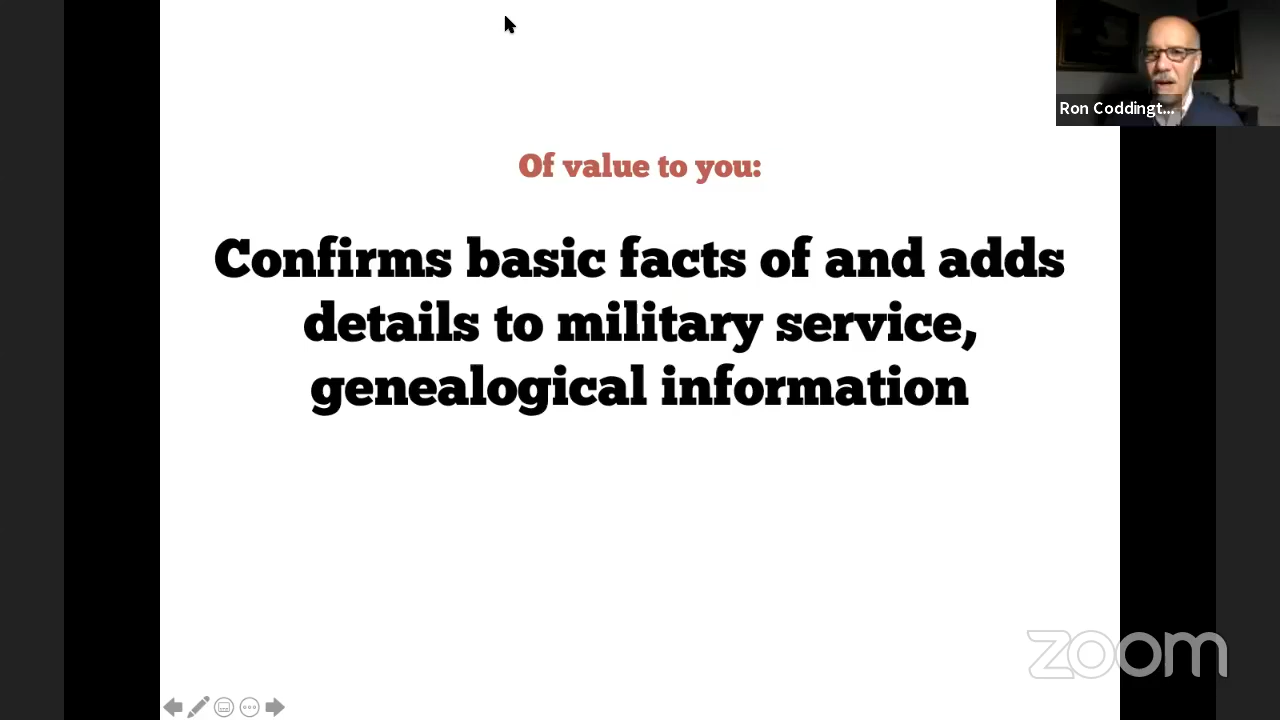 Ron Coddingt...
Of value to you:
Confirms basic facts of and adds
details to military service,
genealogical information
zoom